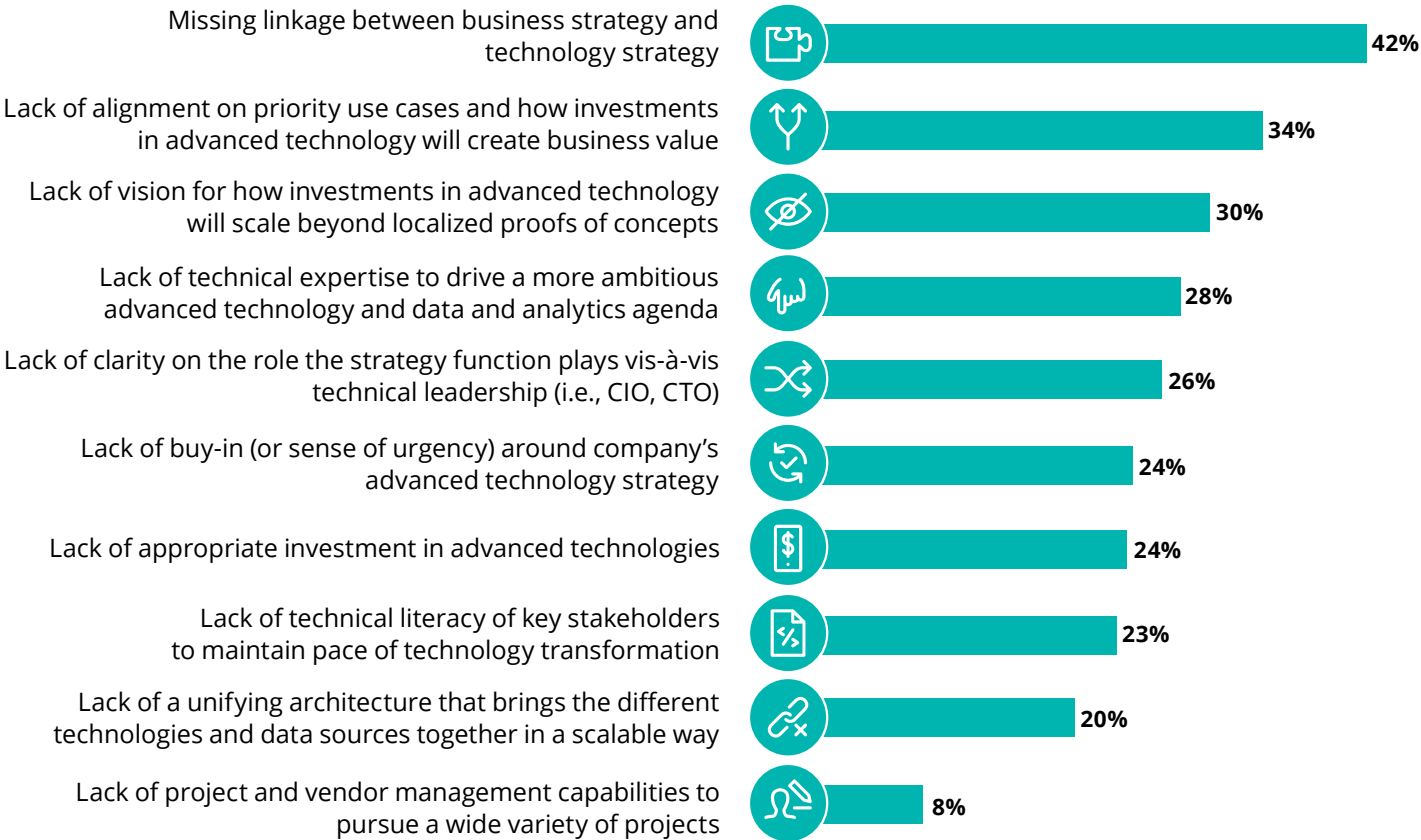 Missing linkage between business strategy and
technology strategy
42%
Lack of alignment on priority use cases and how investments
in advanced technology will create business value
34%
Lack of vision for how investments in advanced technology
will scale beyond localized proofs of concepts
30%
Lack of technical expertise to drive a more ambitious
advanced technology and data and analytics agenda
28%
Lack of clarity on the role the strategy function plays vis-à-vis
technical leadership (i.e., CIO, CTO)
26%
Lack of buy-in (or sense of urgency) around company’s
advanced technology strategy
24%
Lack of appropriate investment in advanced technologies
$
24%
Lack of technical literacy of key stakeholders
to maintain pace of technology transformation
</>
23%
Lack of a unifying architecture that brings the different
technologies and data sources together in a scalable way
20%
Lack of project and vendor management capabilities to
pursue a wide variety of projects
8%